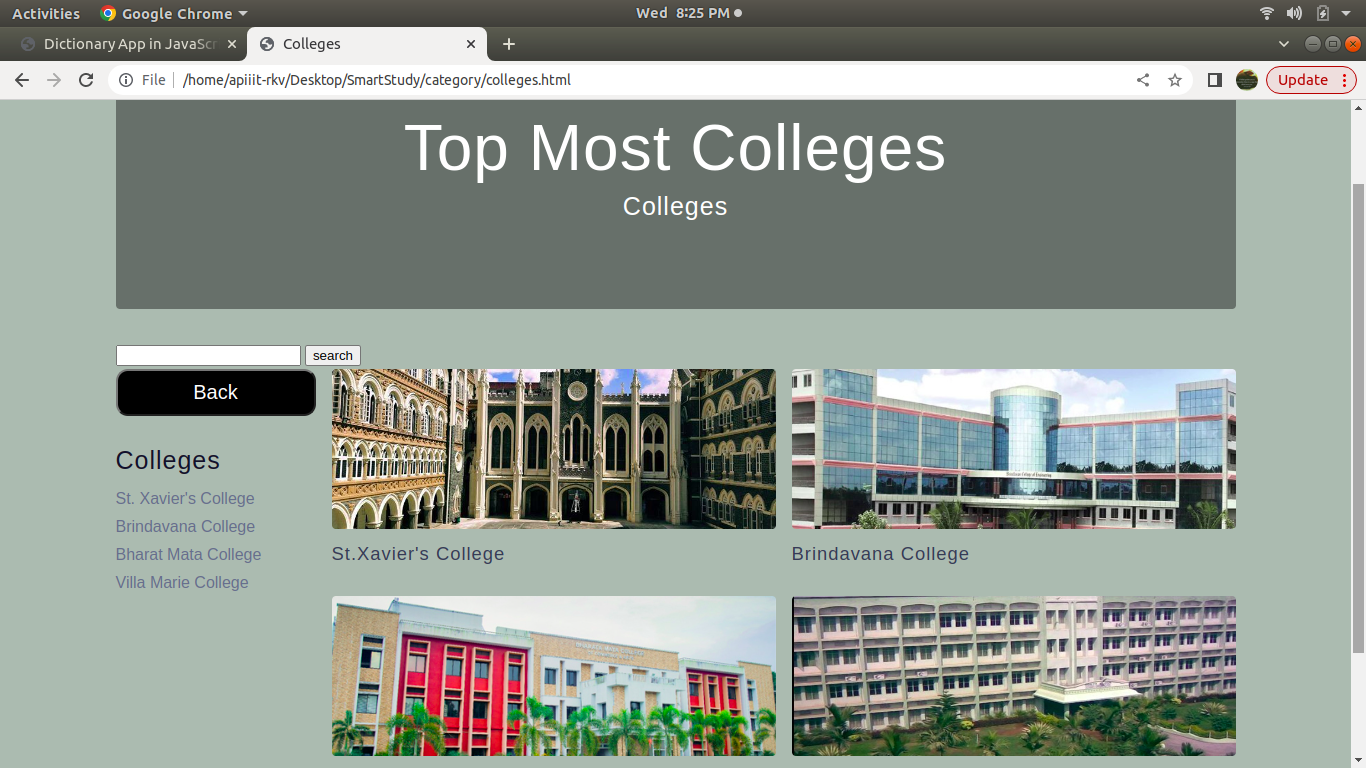 Activities Google Chrome Wed 8:25 PM
Dictionary App in JavaScr Colleges
File /home/apiiit-rkv/Desktop/SmartStudy/category/colleges.html Update
Top Most Colleges
Colleges
search
Back
Colleges
St. Xavier's College
Brindavana College
Bharat Mata College
Villa Marie College
St.Xavier's College
Brindavana College